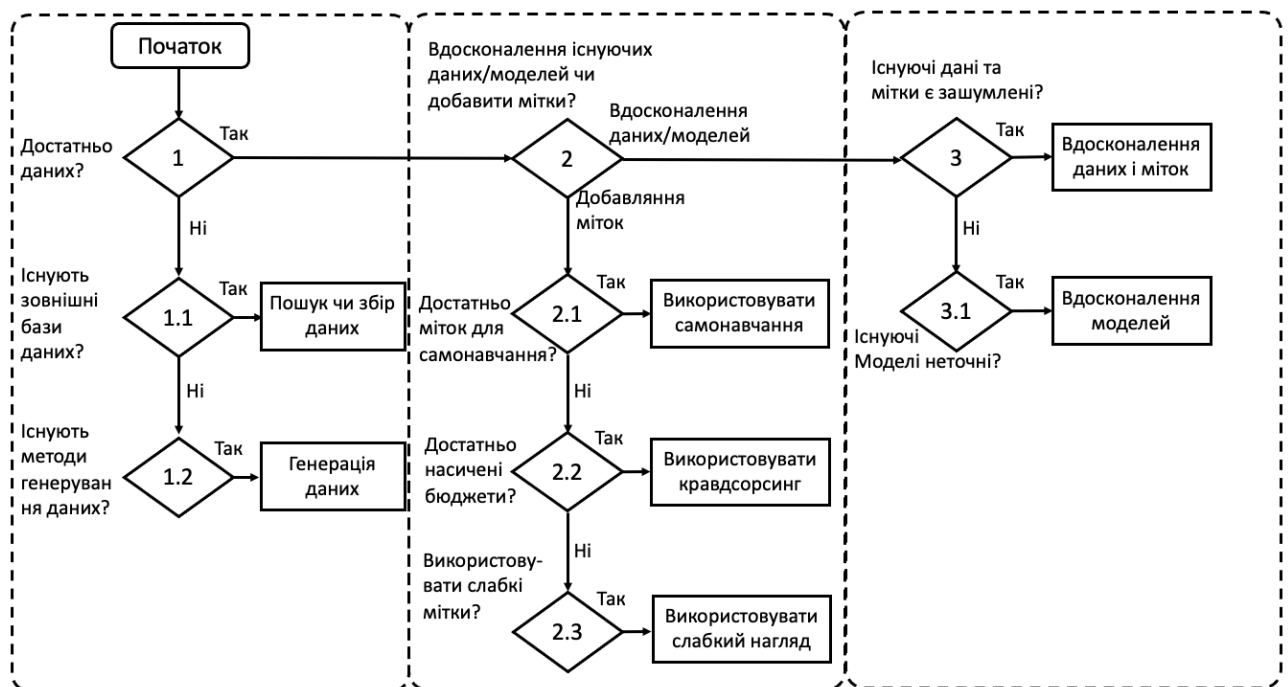 Початок
Достатньо
даних?
1
Так
Ні
Існують
зовнішні
бази
даних?
1.1
Так
Пошук чи збір
даних
Ні
Існують
методи
генеруван
ня даних?
1.2
Так
Генерація
даних
Вдосконалення існуючих
даних/моделей чи
добавити мітки?
2
Вдосконалення
даних/моделей
Добавляння
міток
Достатньо
міток для
самонавчання?
2.1
Так
Використовувати
самонавчання
Ні
Достатньо
насичені
бюджети?
2.2
Так
Використовувати
кравдсорсинг
Ні
Використову-
вати слабкі
мітки?
2.3
Так
Використовувати
слабкий нагляд
Існуючі дані та
мітки є зашумлені?
3
Так
Вдосконалення
даних і міток
Ні
3.1
Так
Вдосконалення
моделей
Існуючі
Моделі неточні?